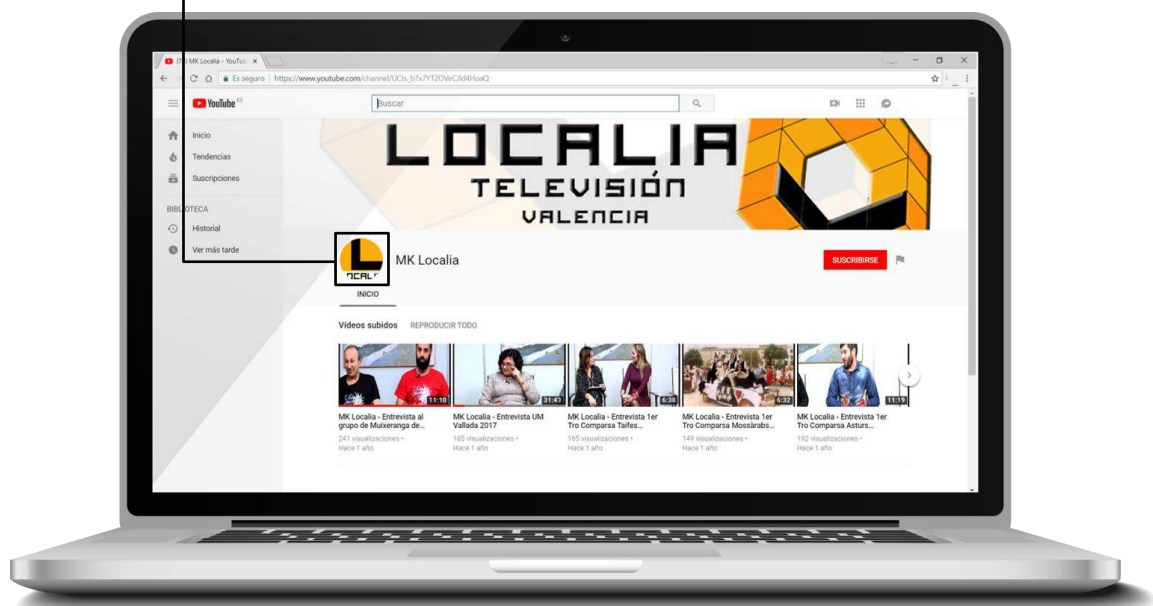 MK Localia - YouTub
Es seguro | https://www.youtube.com/channel/UCts_b7x7YT2OVeCJId4HoaQ
YouTube ES
Buscar
Inicio
Tendencias
Suscripciones
BIBLIOTECA
Historial
Ver más tarde
LOCALIA
TELEVISIÓN
VALENCIA
MK Localia
SUSCRIBIRSE
INICIO
Vídeos subidos REPRODUCIR TODO
11:10
31:43
6:38
6:32
11:19
MK Localia - Entrevista al
grupo de Muixeranga de...
241 visualizaciones •
Hace 1 año
MK Localia - Entrevista UM
Vallada 2017
185 visualizaciones •
Hace 1 año
MK Localia - Entrevista 1er
Tro Comparsa Taifes...
165 visualizaciones •
Hace 1 año
MK Localia - Entrevista 1er
Tro Comparsa Mossàrabs...
149 visualizaciones •
Hace 1 año
MK Localia - Entrevista 1er
Tro Comparsa Asturs...
192 visualizaciones •
Hace 1 año